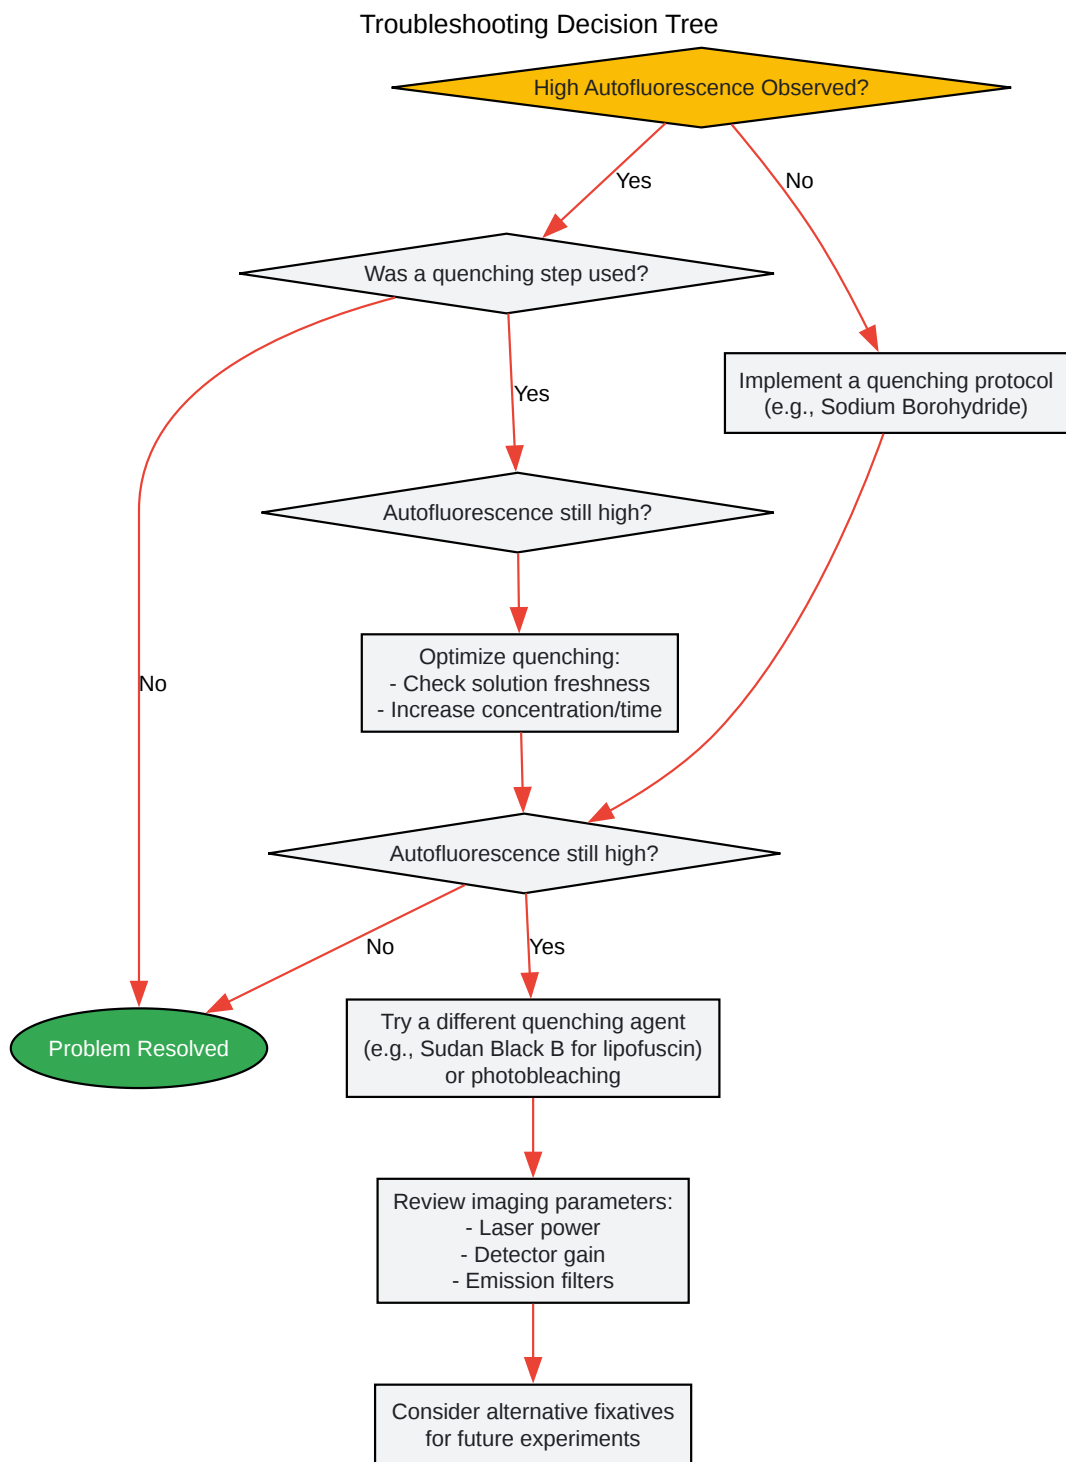 Troubleshooting Decision Tree
High Autofluorescence Observed?
Yes
No
Was a quenching step used?
Implement a quenching protocol
(e.g., Sodium Borohydride)
Yes
Autofluorescence still high?
Optimize quenching:
- Check solution freshness
- Increase concentration/time
No
Autofluorescence still high?
No
Yes
Problem Resolved
Try a different quenching agent
(e.g., Sudan Black B for lipofuscin)
or photobleaching
Review imaging parameters:
- Laser power
- Detector gain
- Emission filters
Consider alternative fixatives
for future experiments